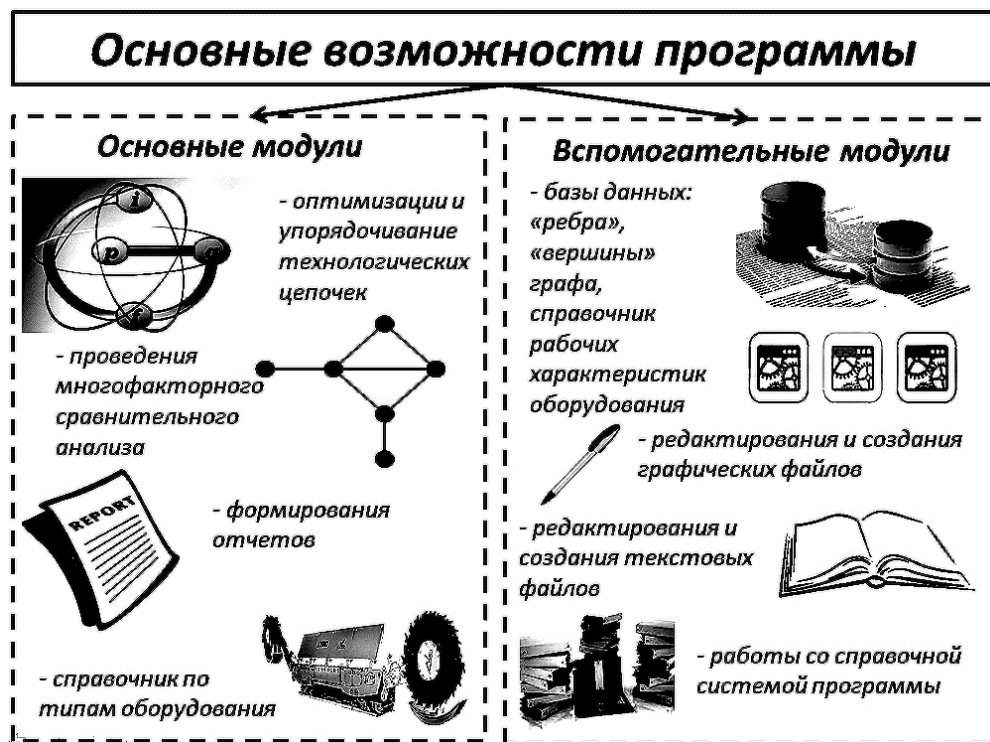 Основные возможности программы
Основные модули
- оптимизации и
упорядочивание
технологических
цепочек
- проведения
многофакторного
сравнительного
анализа
REPORT
- формирования
отчетов
- справочник по
типам оборудования
Вспомогательные модули
- базы данных:
«ребра»,
«вершины»
графа,
справочник
рабочих
характеристик
оборудования
- редактирования и создания
графических файлов
- редактирования и
создания текстовых
файлов
- работы со справочной
системой программы